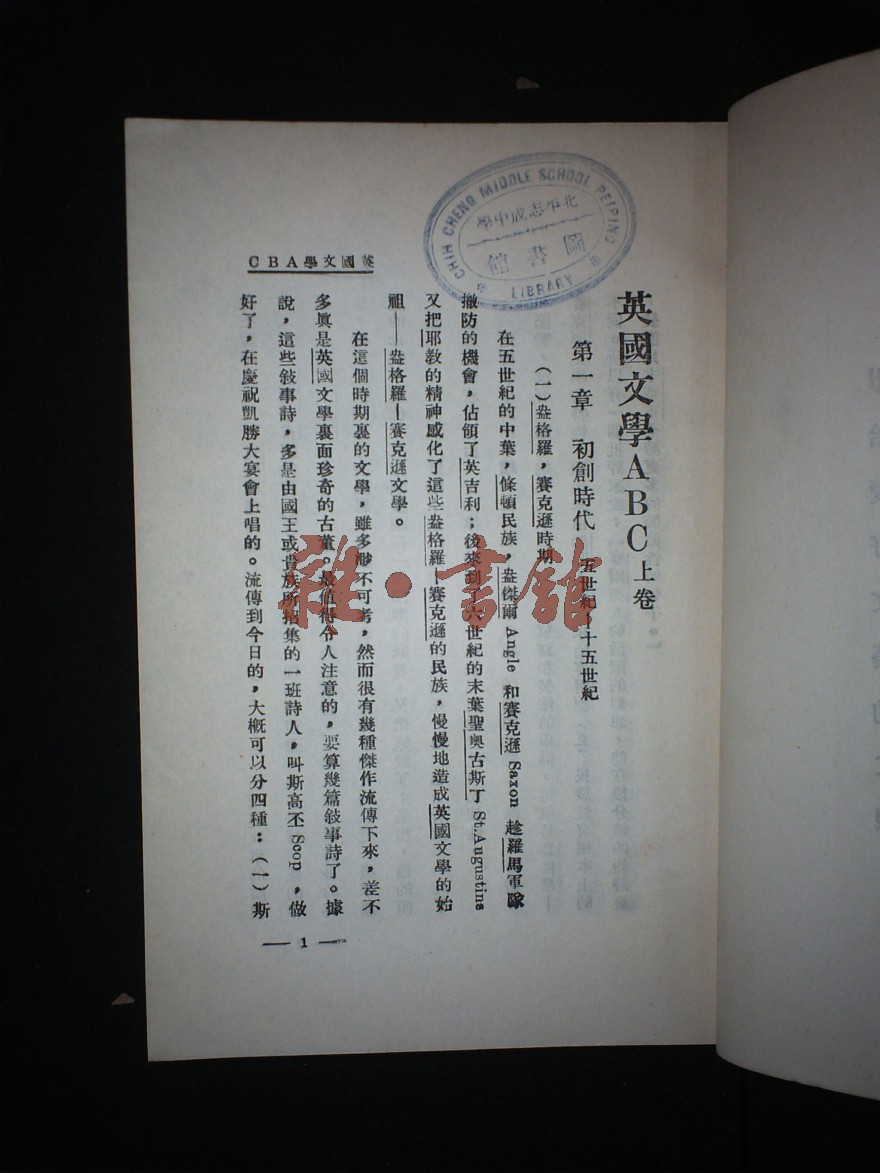 英國文學ABC上卷
第一章　初創時代　五世紀－十五世紀
（一）盎格羅，賽克遜時期
在五世紀的中葉，條頓民族，盎傑爾Angle 和賽克遜 Saxon 趁羅馬軍隊
撤防的機會，佔領了英吉利；後來到了六世紀的末葉聖奧古斯丁 St.Augustins
又把耶教的精神感化了這些盎格羅－賽克遜的民族，慢慢地造成英國文學的始
祖——盎格羅－賽克遜文學。
在這個時期裏的文學，雖多渺不可考，然而很有幾種傑作流傳下來，差不
多眞是英國文學裏面珍奇的古董。最值得令人注意的，要算幾篇敍事詩了。據
說，這些敍事詩，多是由國王或貴族所招集的一班詩人，叫斯高丕 Soop，做
好了，在慶祝凱勝大宴會上唱的。流傳到今日的，大概可以分四種：（一）斯
CBA學文國英
— 1 —
CHIH CHENG MIDDLE SCHOOL PEIPING
學中成志平北
館書圖
LIBRARY
雜·書館